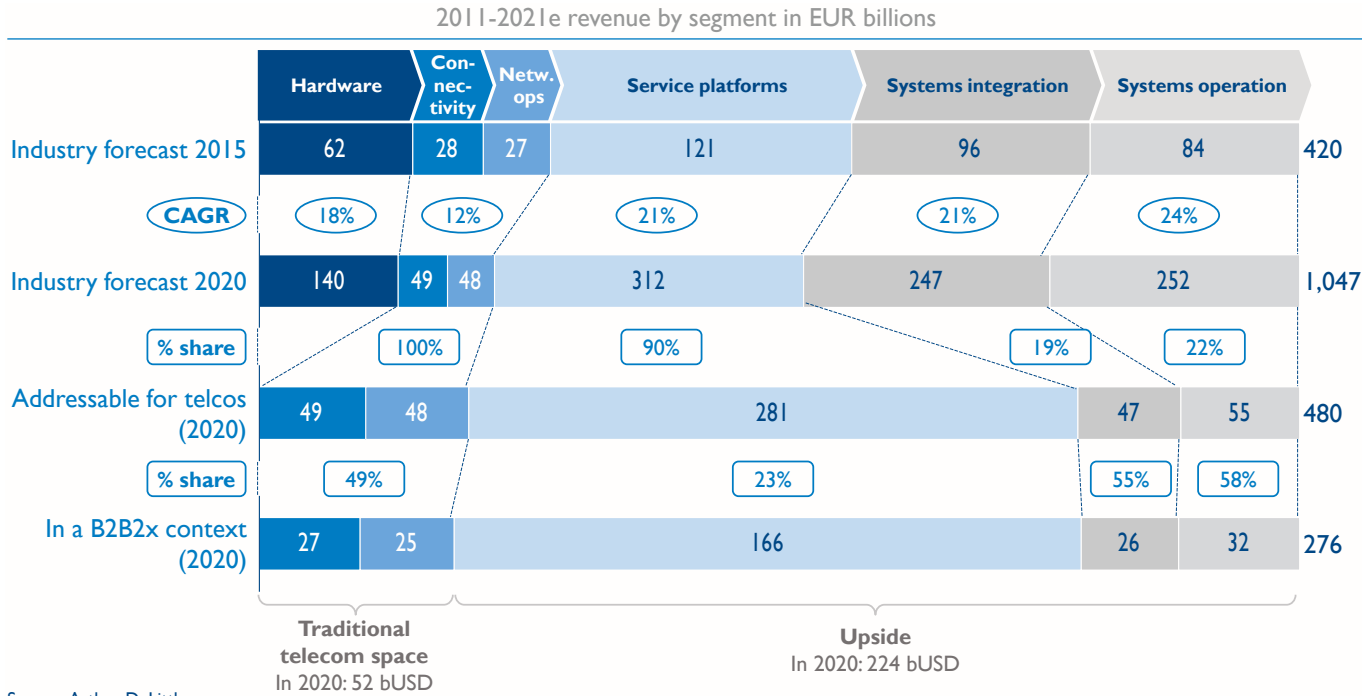 2011-2021e revenue by segment in EUR billions
Hardware
Con-
nec-
tivity
Netw.
ops
Service platforms
Systems integration
Systems operation
Industry forecast 2015
62 28 27 121 96 84 420
CAGR 18% 12% 21% 21% 24%
Industry forecast 2020
140 49 48 312 247 252 1,047
% share 100% 90% 19% 22%
Addressable for telcos
(2020)
49 48 281 47 55 480
% share 49% 23% 55% 58%
In a B2B2x context
(2020)
27 25 166 26 32 276
Traditional
telecom space
In 2020: 52 bUSD
Upside
In 2020: 224 bUSD